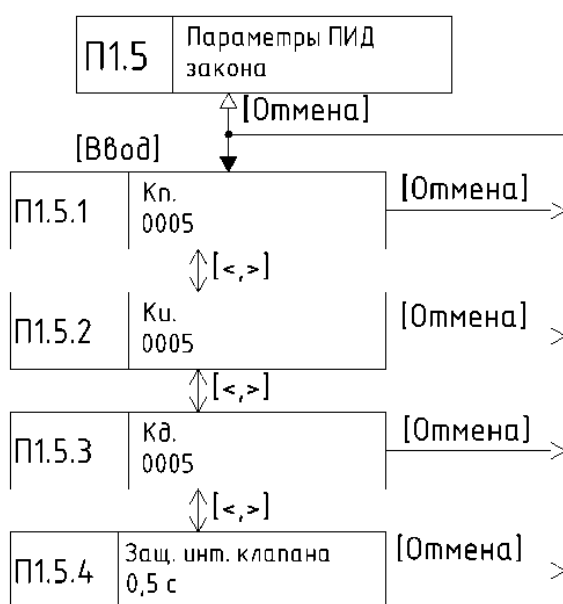 П1.5
Параметры ПИД
закона
[Отмена]
[Ввод]
П1.5.1
Кп.
0005
[Отмена]
[<,>]
П1.5.2
Ки.
0005
[Отмена]
[<,>]
П1.5.3
Кд.
0005
[Отмена]
[<,>]
П1.5.4
Защ. инт. клапана
0,5 с
[Отмена]